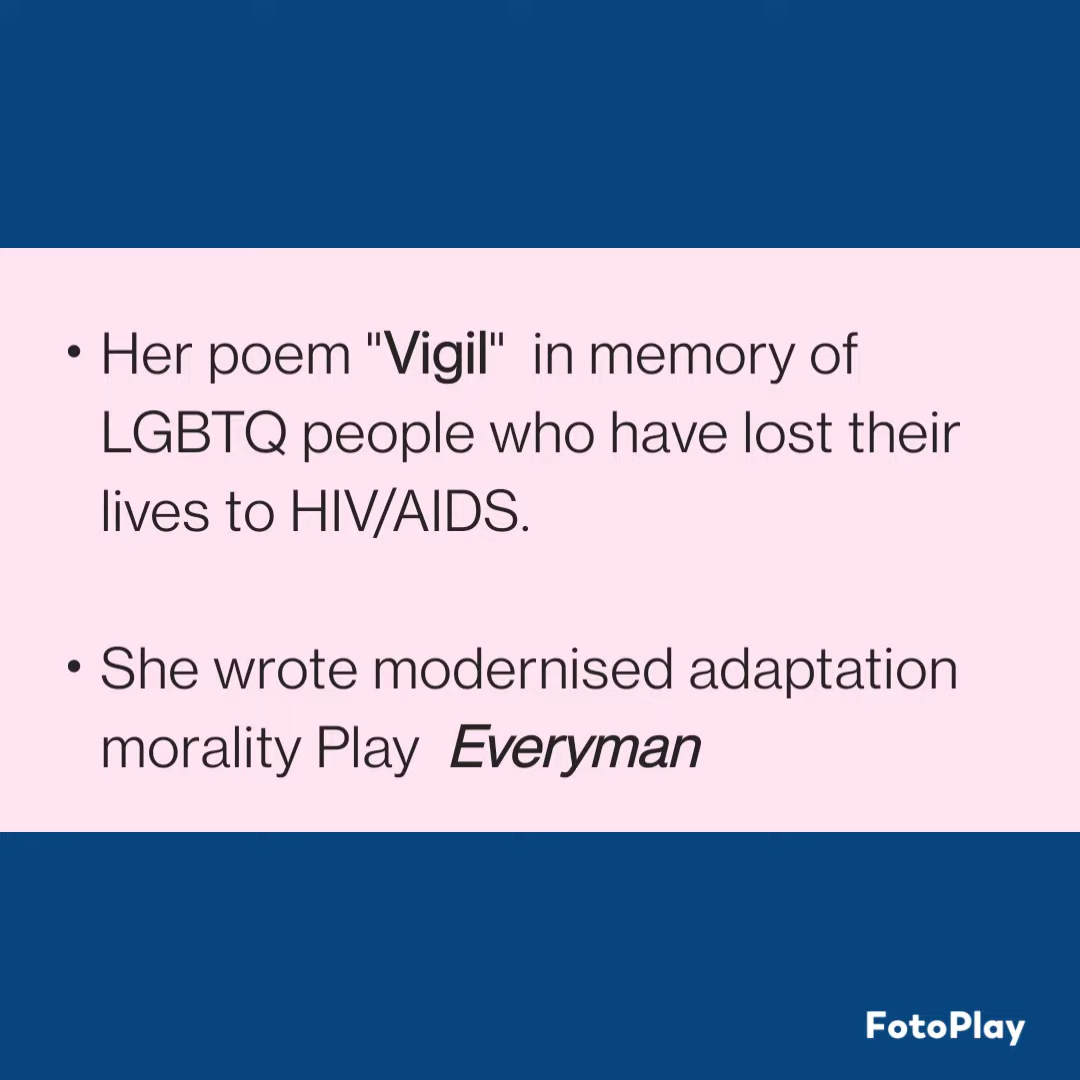 • Her poem "Vigil" in memory of
LGBTQ people who have lost their
lives to HIV/AIDS.
• She wrote modernised adaptation
morality Play Everyman
FotoPlay